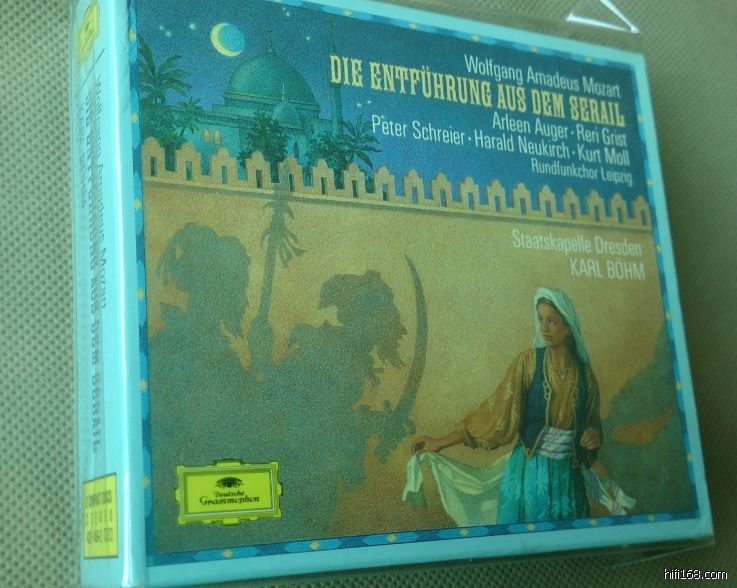 Wolfgang Amadeus Mozart
DIE ENTFÜHRUNG AUS DEM SERAIL
Arleen Auger · Reri Grist
Peter Schreier · Harald Neukirch · Kurt Moll
Rundfunkchor Leipzig
Staatskapelle Dresden
KARL BÖHM
Deutsche
Grammophon
hifi168.com